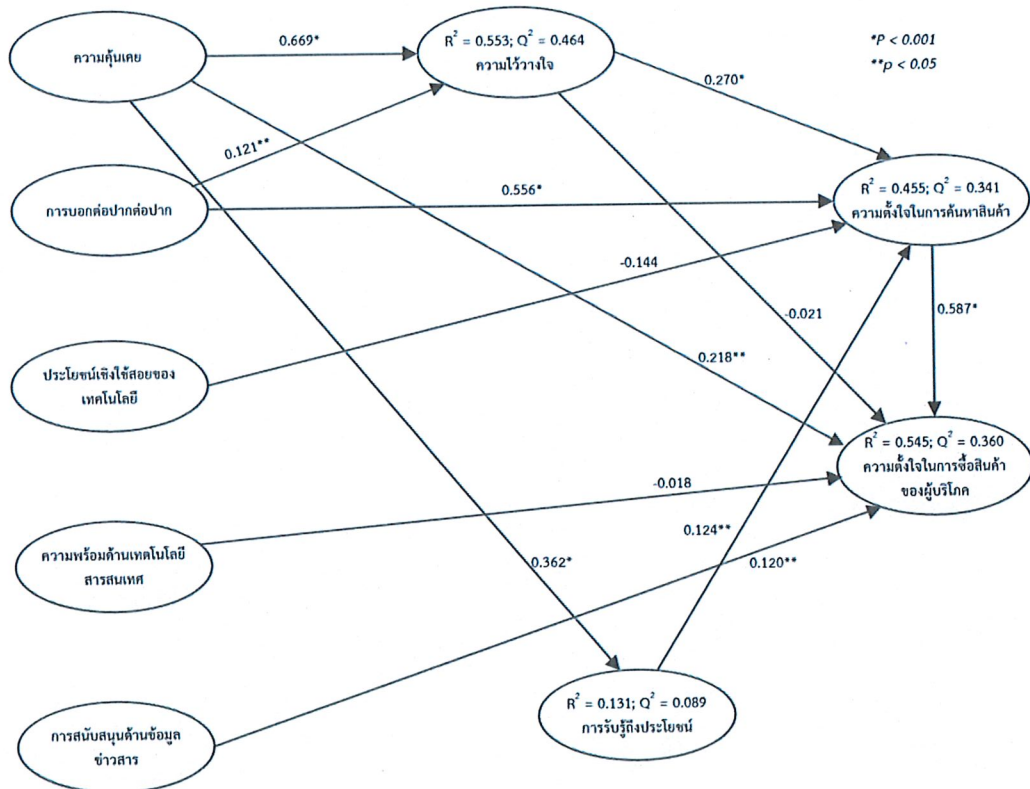 ความคุ้นเคย
0.669*
R² = 0.553; Q² = 0.464
ความไว้วางใจ
*P < 0.001
**p < 0.05
0.270*
0.121**
การบอกต่อปากต่อปาก
0.556*
R² = 0.455; Q² = 0.341
ความตั้งใจในการค้นหาสินค้า
-0.144
-0.021
0.587*
0.218**
ประโยชน์เชิงใช้สอยของ
เทคโนโลยี
R² = 0.545; Q² = 0.360
ความตั้งใจในการซื้อสินค้า
ของผู้บริโภค
-0.018
0.124**
0.120**
ความพร้อมด้านเทตโนโลยี
สารสนเทศ
0.362*
R² = 0.131; Q² = 0.089
การรับรู้ถึงประโยชน์
การสนับสนุนด้านข้อมูล
ข่าวสาร